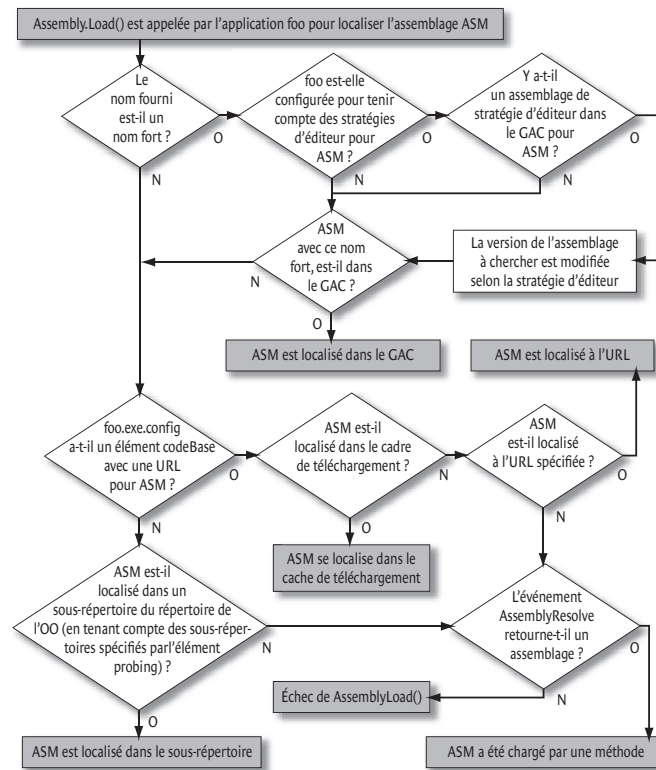 Assembly.Load() est appelée par l'application foo pour localiser l'assemblage ASM
Le
nom fourni
est-il un
nom fort ?
O
N
foo est-elle
configurée pour tenir
compte des stratégies
d'éditeur pour
ASM ?
O
N
Y a-t-il
un assemblage de
stratégie d'éditeur dans
le GAC pour
ASM ?
O
N
ASM
avec ce nom
fort, est-il dans
le GAC ?
N
O
La version de l'assemblage
à chercher est modifiée
selon la stratégie d'éditeur
ASM est localisé dans le GAC
ASM est localisé à l'URL
foo.exe.config
a-t-il un élément codeBase
avec une URL
pour ASM ?
O
N
ASM est-il
localisé dans le cadre
de téléchargement ?
N
O
ASM
est-il localisé
à l'URL spécifiée ?
O
N
ASM se localise dans le
cache de téléchargement
ASM est-il
localisé dans un
sous-répertoire du répertoire de
l'OO (en tenant compte des sous-réper-
toires spécifiés parl'élément
probing) ?
N
O
L'événement
AssemblyResolve
retourne-t-il un
assemblage ?
O
N
Échec de AssemblyLoad()
ASM est localisé dans le sous-répertoire
ASM a été chargé par une méthode